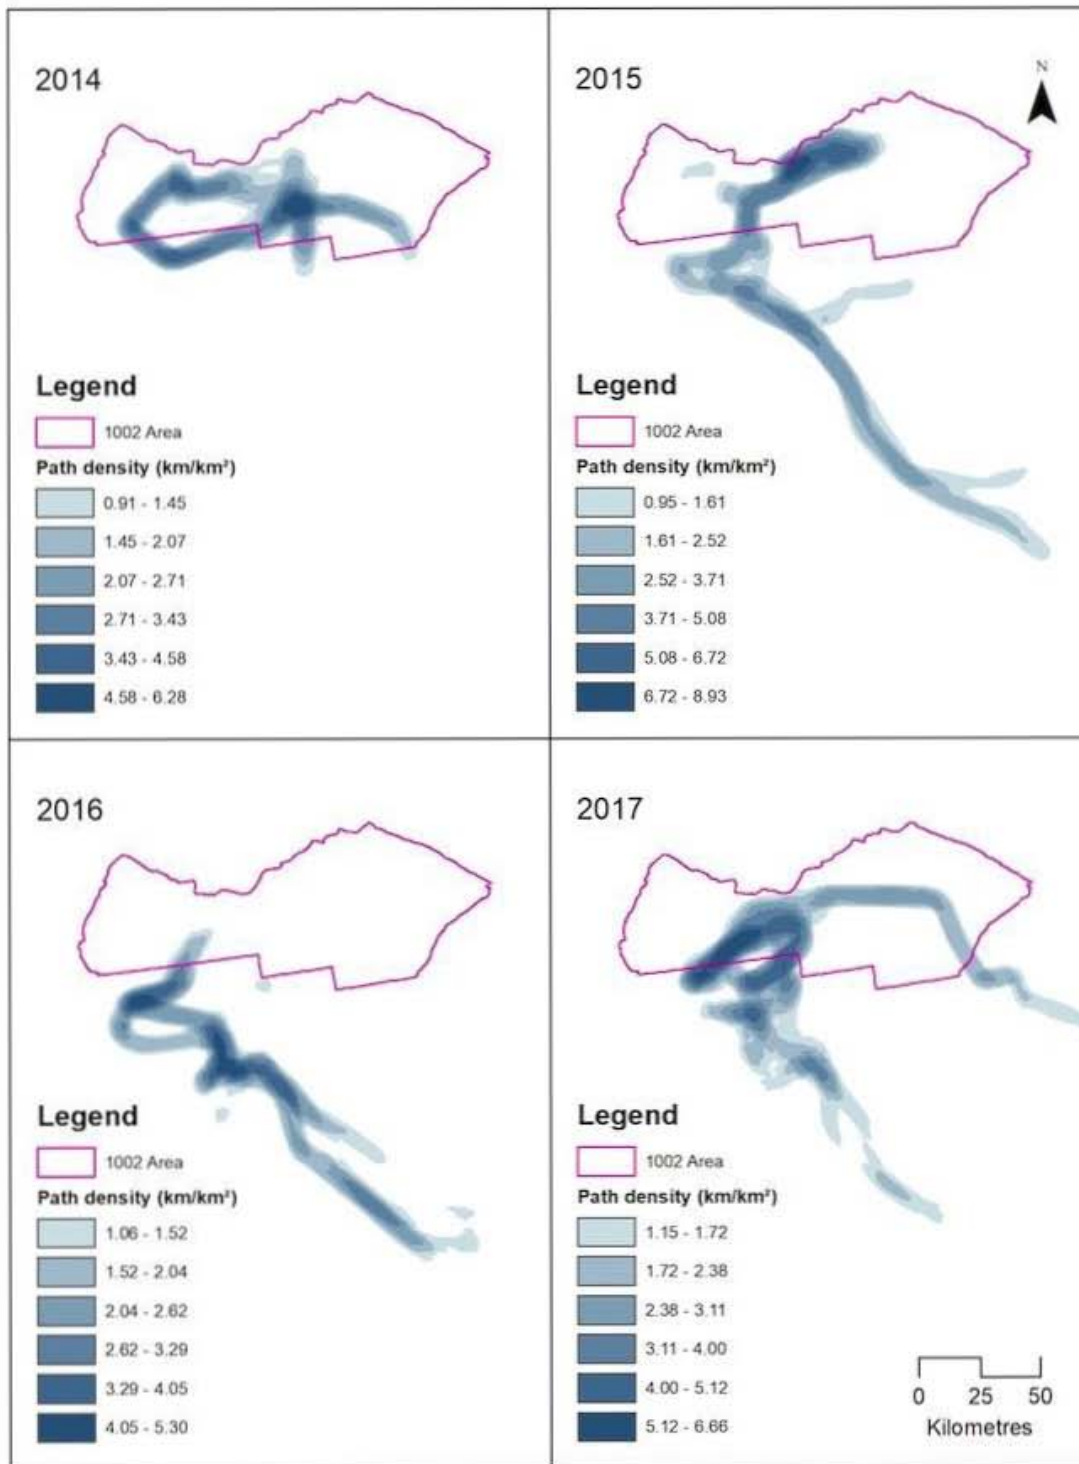 2014
Legend
1002 Area
Path density (km/km²)
0.91 - 1.45
1.45 - 2.07
2.07 - 2.71
2.71 - 3.43
3.43 - 4.58
4.58 - 6.28
2015
N
Legend
1002 Area
Path density (km/km²)
0.95 - 1.61
1.61 - 2.52
2.52 - 3.71
3.71 - 5.08
5.08 - 6.72
6.72 - 8.93
2016
Legend
1002 Area
Path density (km/km²)
1.06 - 1.52
1.52 - 2.04
2.04 - 2.62
2.62 - 3.29
3.29 - 4.05
4.05 - 5.30
2017
Legend
1002 Area
Path density (km/km²)
1.15 - 1.72
1.72 - 2.38
2.38 - 3.11
3.11 - 4.00
4.00 - 5.12
5.12 - 6.66
0 25 50
Kilometres